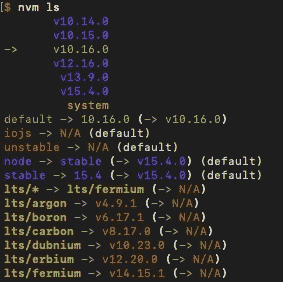 [$ nvm ls
v10.14.0
v10.15.0
-> v10.16.0
v12.16.0
v13.9.0
v15.4.0
system
default -> 10.16.0 (-> v10.16.0)
iojs -> N/A (default)
unstable -> N/A (default)
node -> stable (-> v15.4.0) (default)
stable -> 15.4 (-> v15.4.0) (default)
lts/* -> lts/fermium (-> N/A)
lts/argon -> v4.9.1 (-> N/A)
lts/boron -> v6.17.1 (-> N/A)
lts/carbon -> v8.17.0 (-> N/A)
lts/dubnium -> v10.23.0 (-> N/A)
lts/erbium -> v12.20.0 (-> N/A)
lts/fermium -> v14.15.1 (-> N/A)